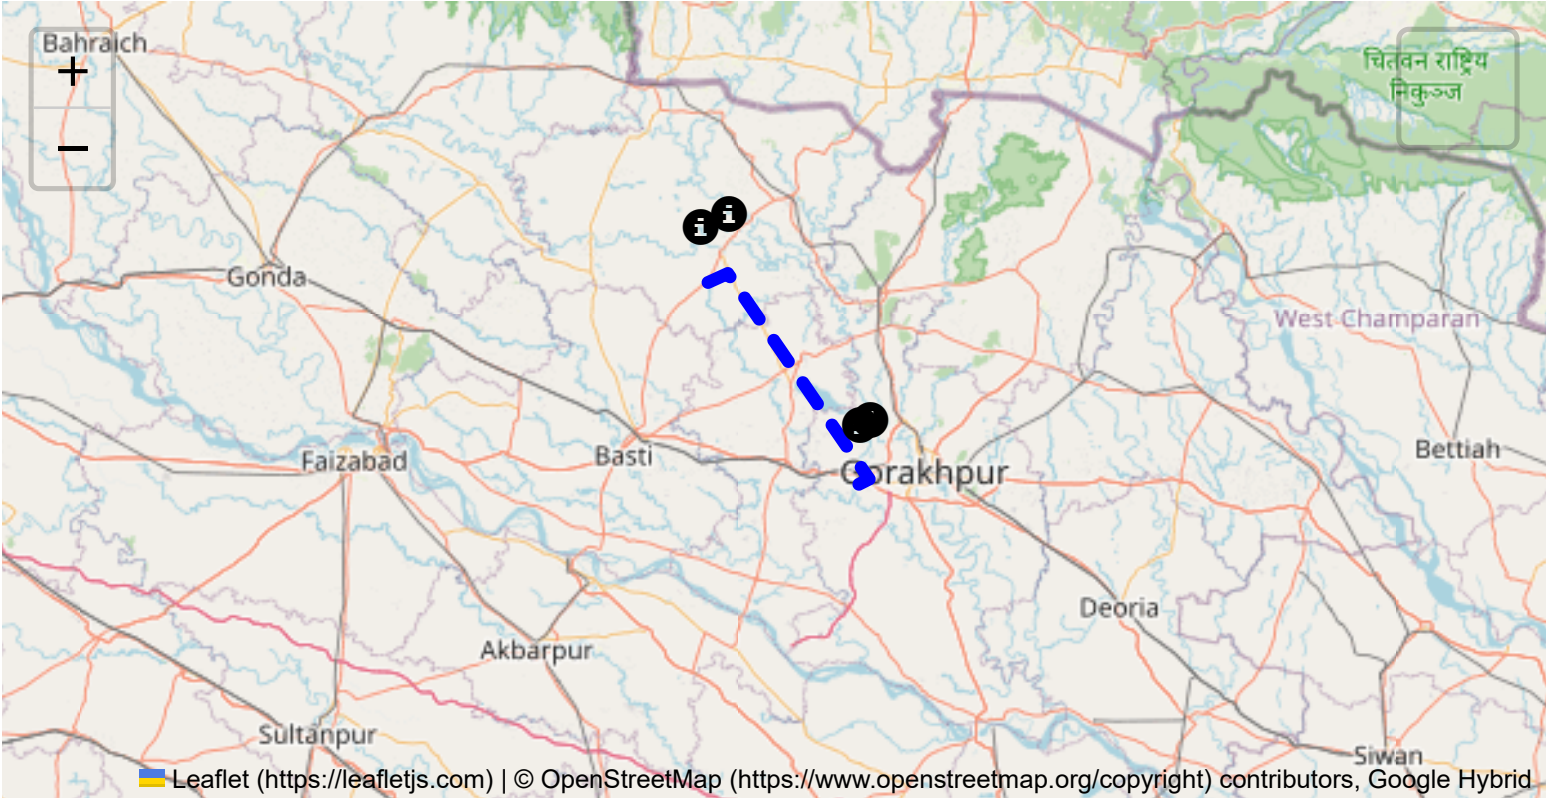 Bahraich
+
−
चितवन राष्ट्रिय
निकुञ्ज
i
i
Gonda
West Champaran
Basti
Faizabad
Gorakhpur
Bettiah
Deoria
Akbarpur
Sultanpur
Siwan
Leaflet (https://leafletjs.com) | © OpenStreetMap (https://www.openstreetmap.org/copyright) contributors, Google Hybrid